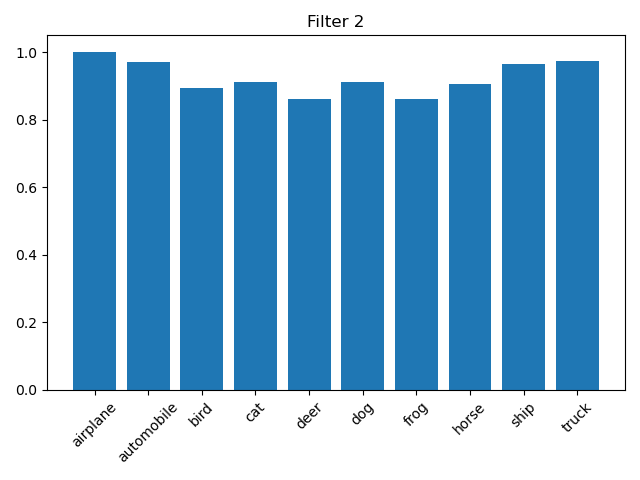 Filter 2
1.0
0.8
0.6
0.4
0.2
0.0
airplane
automobile
bird
cat
deer
dog
frog
horse
ship
truck